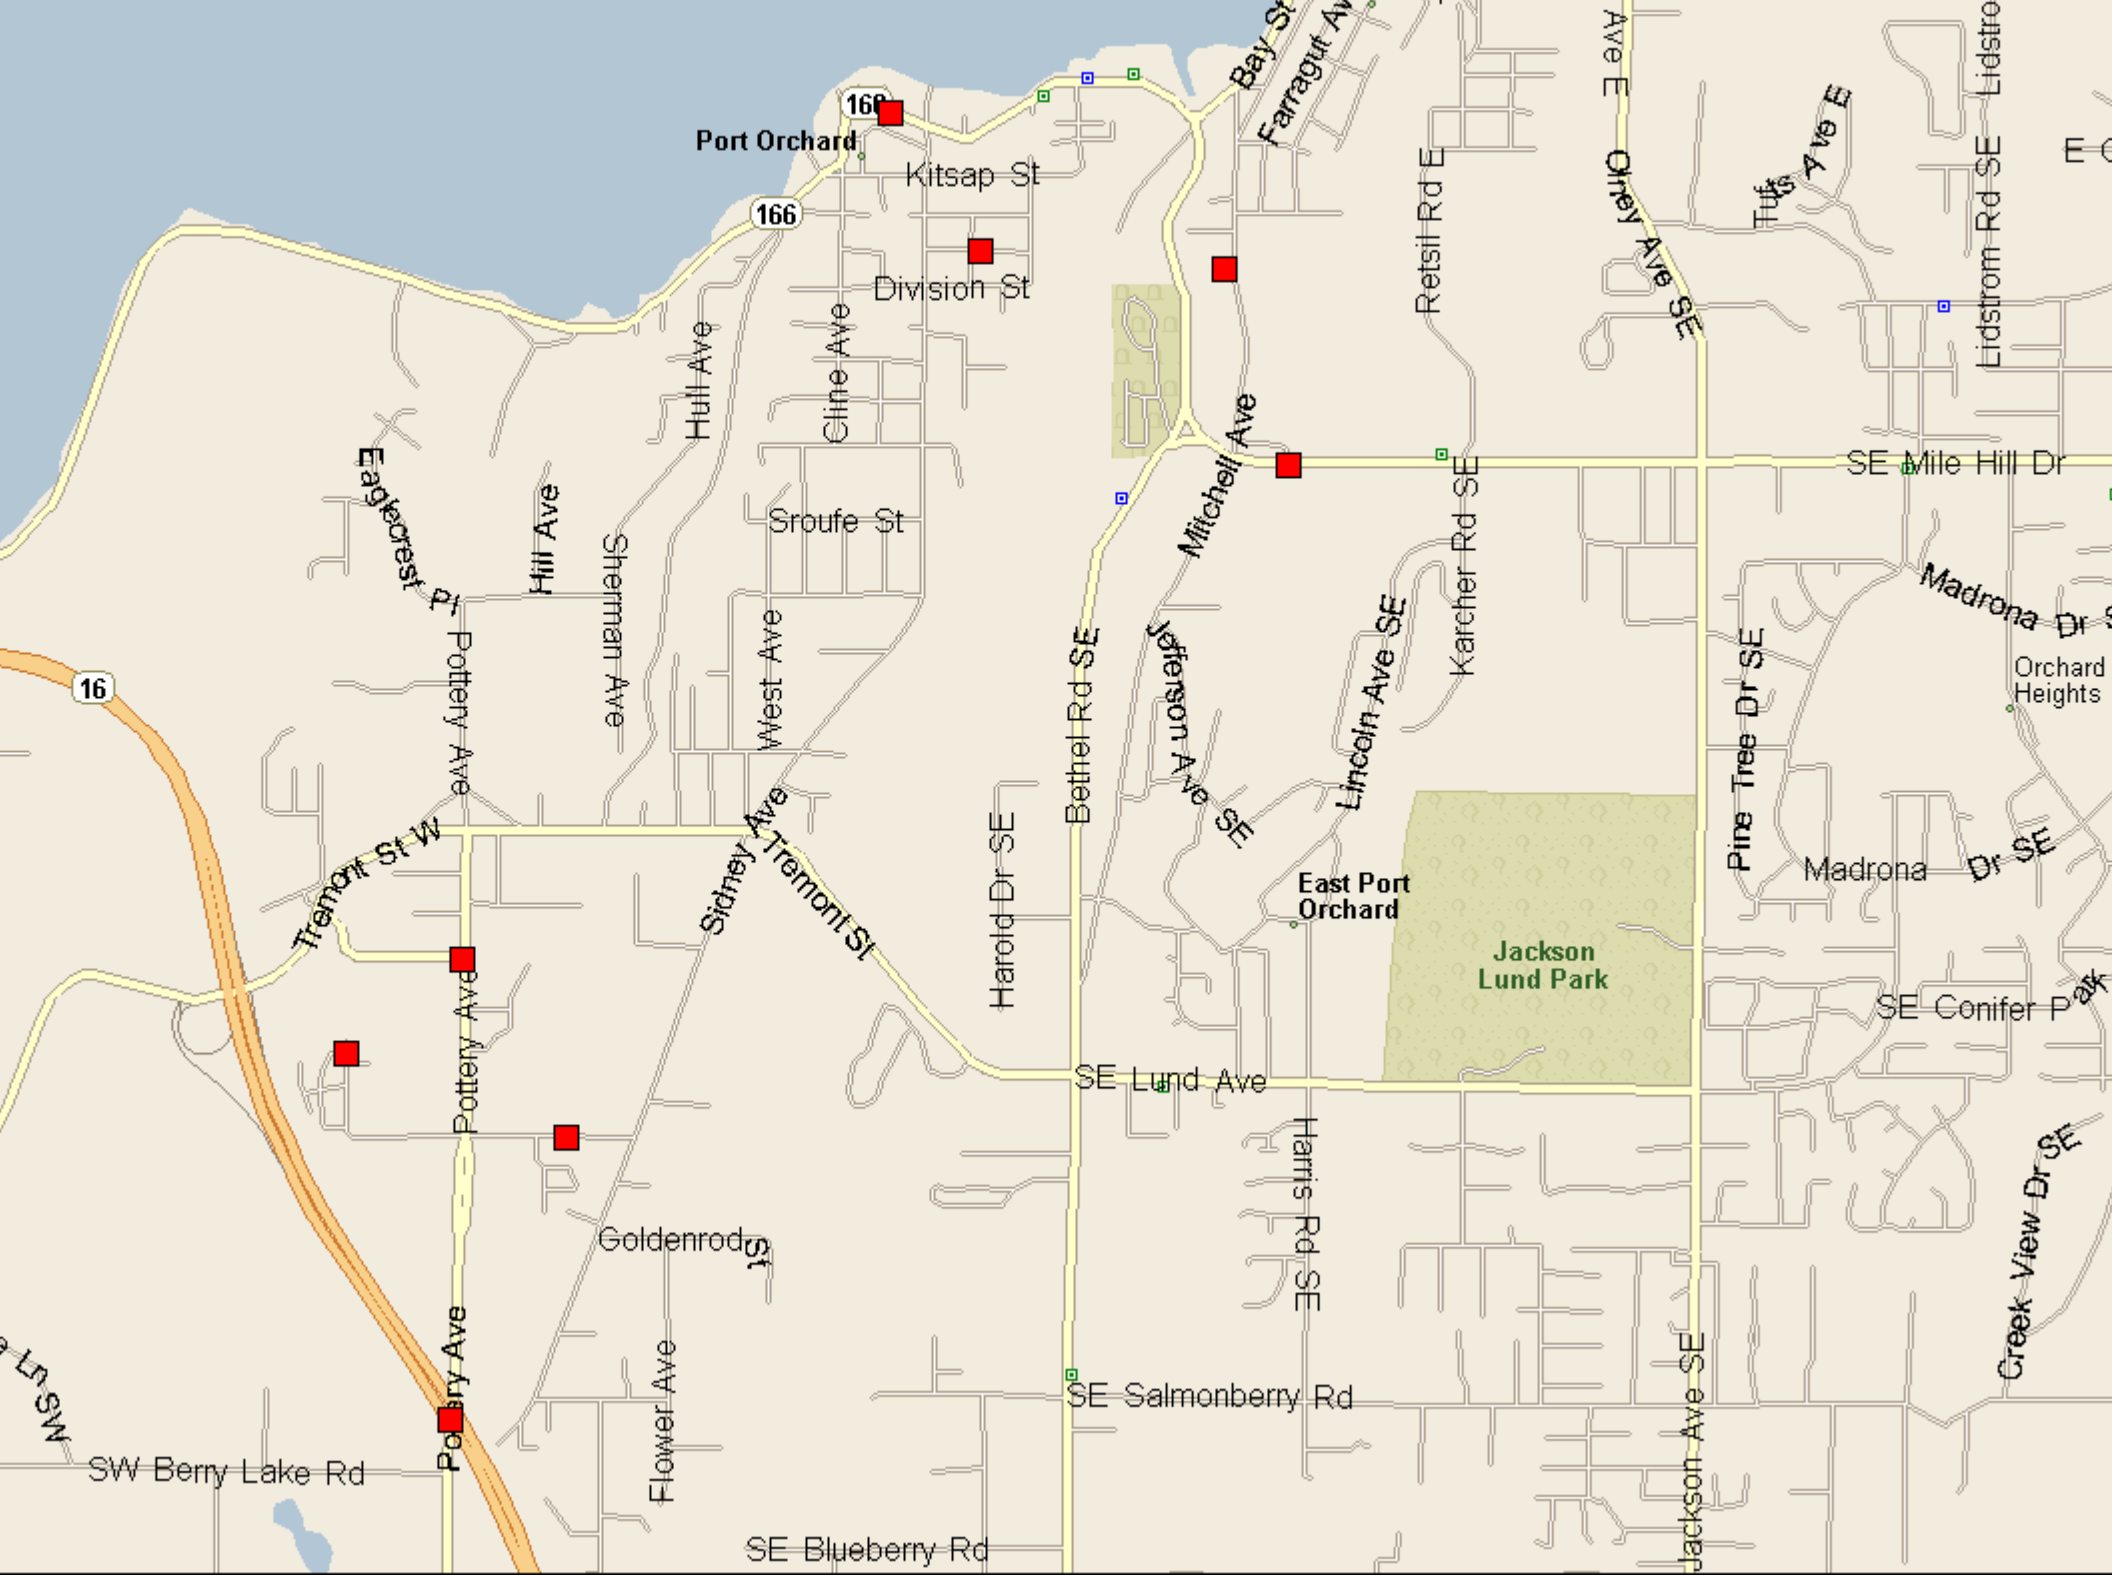 Bay St
Farragut Av
Ave E
Lidstro
160
Port Orchard
Kitsap St
166
Division St
Retsil Rd E
Olney Ave SE
Tufts Ave E
Lidstrom Rd SE
E
Hull Ave
Cline Ave
Mitchell Ave
SE Mile Hill Dr
Eaglecrest Pl
Hill Ave
Sroufe St
Sherman Ave
Karcher Rd SE
Madrona Dr S
Orchard
Heights
16
Pottery Ave
West Ave
Bethel Rd SE
Jefferson Ave SE
Lincoln Ave SE
Pine Tree Dr SE
Tremont St W
Sidney Ave
Tremont St
Harold Dr SE
East Port
Orchard
Madrona Dr SE
Jackson
Lund Park
SE Conifer Park
Pottery Ave
SE Lund Ave
Harris Rd SE
Creek View Dr SE
Goldenrod St
Pottery Ave
Flower Ave
SE Salmonberry Rd
Jackson Ave SE
Ln SW
SW Berry Lake Rd
SE Blueberry Rd